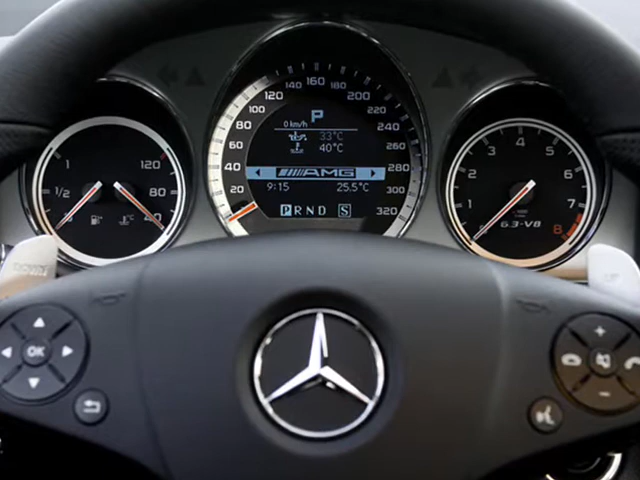 1 120
1/2 80
40
20 40 60 80 100 120 140 160 180 200 220 240 260 280 300 320
P
0 km/h
33°C
40°C
AMG
9:15 25.5°C
P R N D S
1 2 3 4 5 6 7 8
6.3-V8
DOWN
UP
OK
+
−